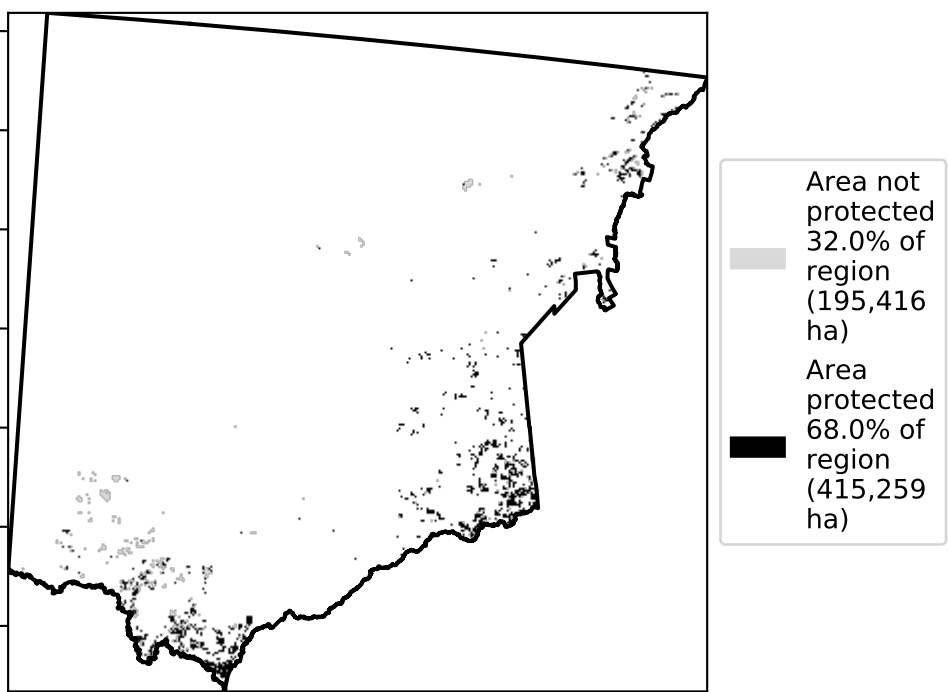 Area not
protected
32.0% of
region
(195,416
ha)
Area
protected
68.0% of
region
(415,259
ha)